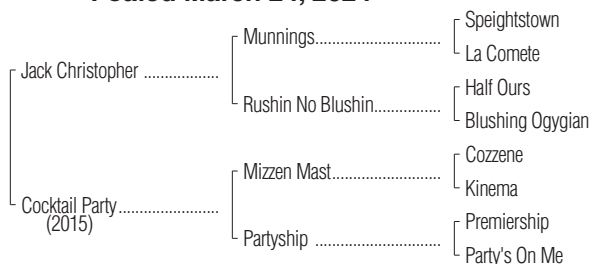 Speightstown
Munnings
La Comete
Jack Christopher
Half Ours
Rushin No Blushin
Blushing Ogygian
Cozzene
Mizzen Mast
Kinema
Cocktail Party
(2015)
Premiership
Partyship
Party's On Me